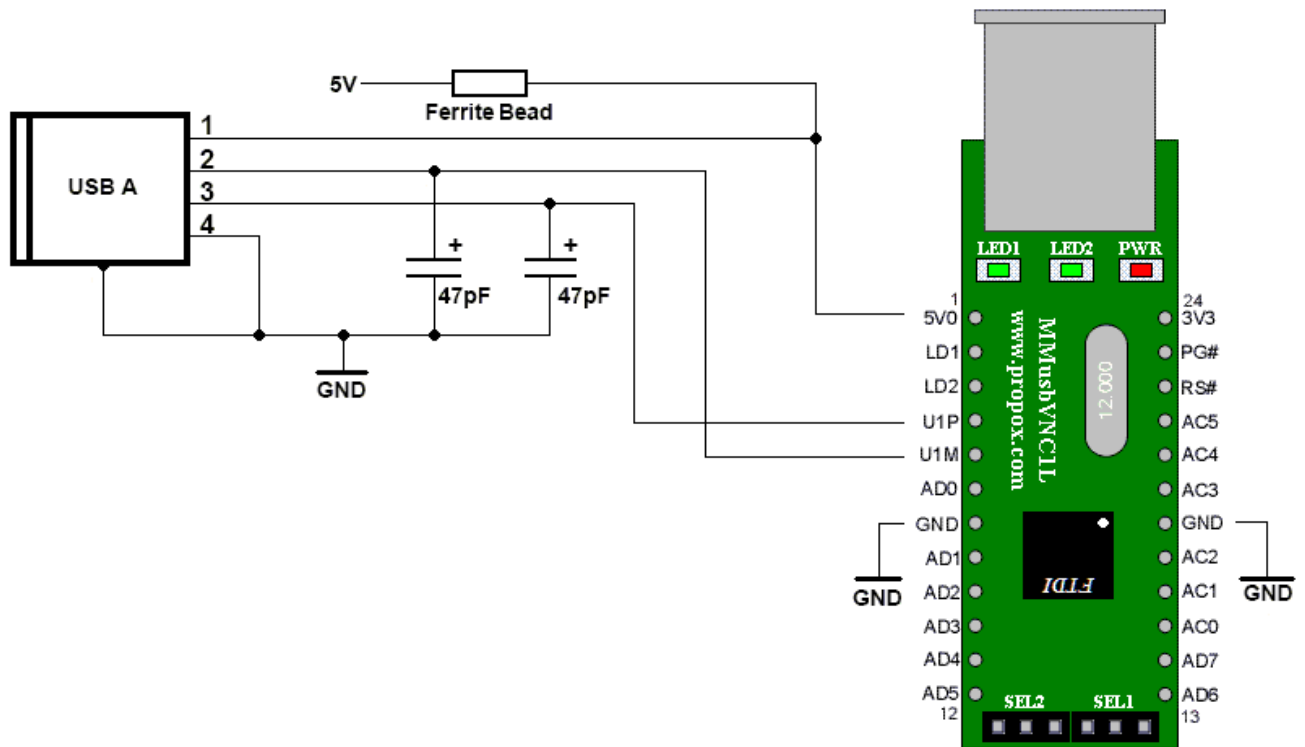 5V
Ferrite Bead
USB A
1
2
3
4
+
47pF
+
47pF
GND
LED1 LED2 PWR
1
5V0
LD1
LD2
U1P
U1M
AD0
GND
AD1
AD2
AD3
AD4
AD5
12
GND
MMusbVNC1L
www.propox.com
12.000
FTDI
SEL2 SEL1
24
3V3
PG#
RS#
AC5
AC4
AC3
GND
AC2
AC1
AC0
AD7
AD6
13
GND